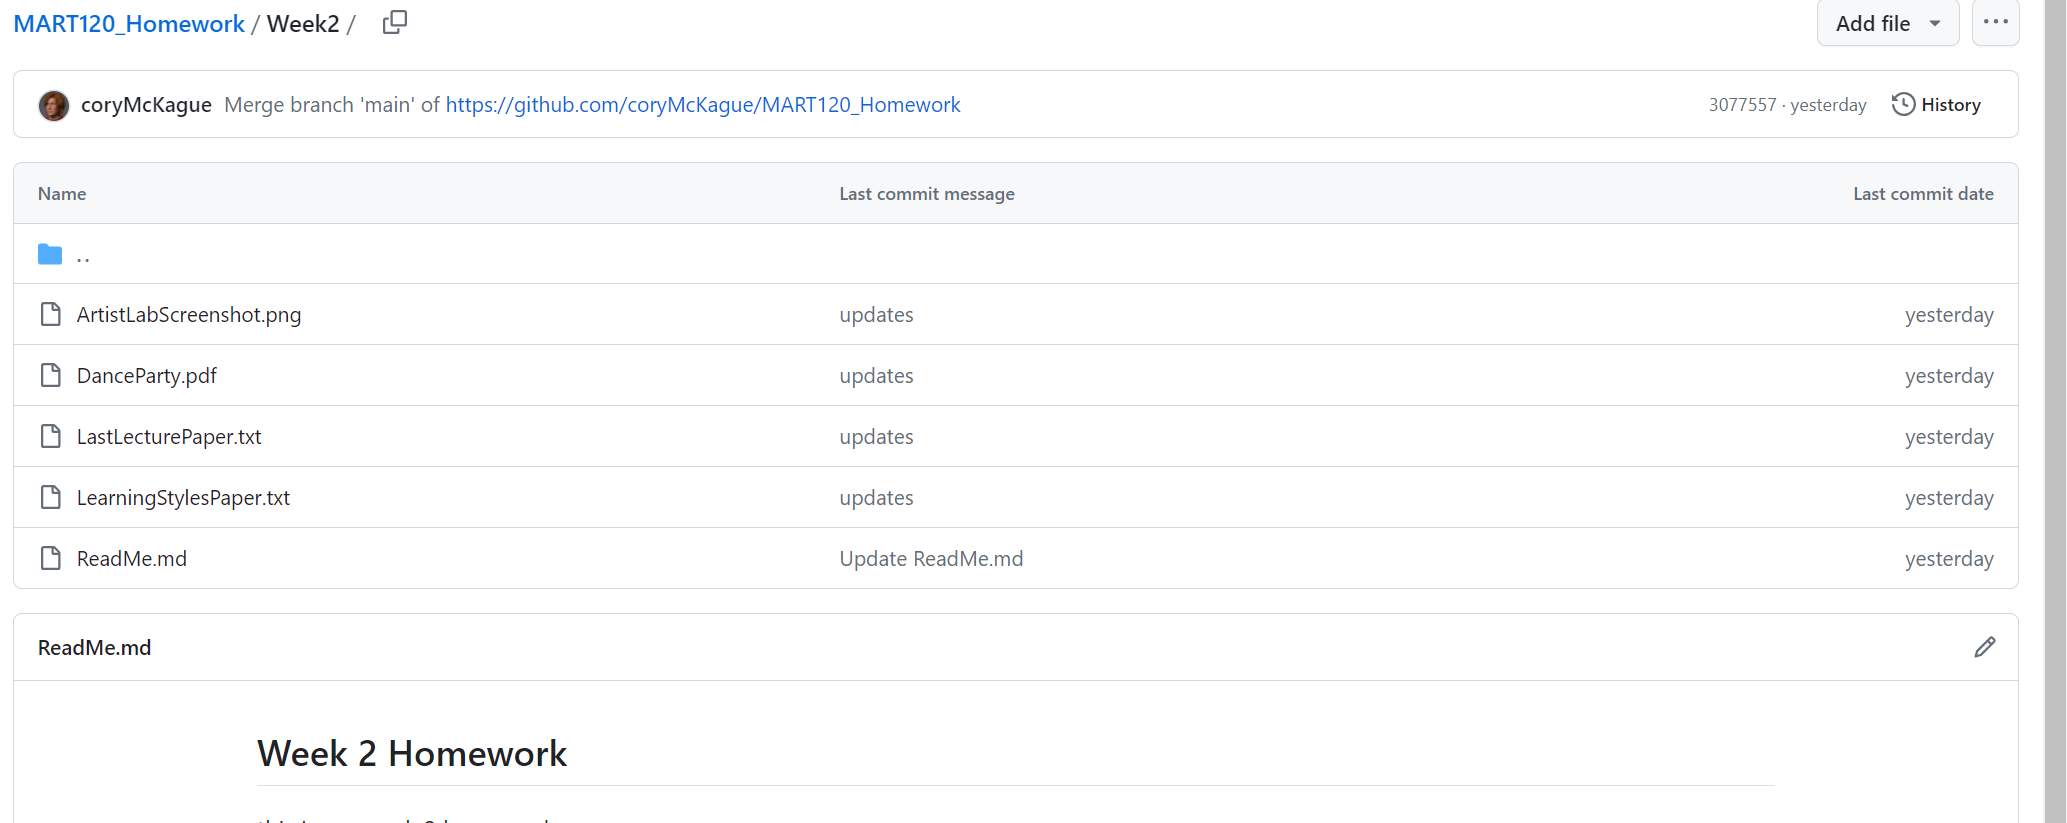 MART120_Homework / Week2 /
Add file
coryMcKague Merge branch 'main' of https://github.com/coryMcKague/MART120_Homework 3077557 · yesterday History
Name Last commit message Last commit date
..
ArtistLabScreenshot.png updates yesterday
DanceParty.pdf updates yesterday
LastLecturePaper.txt updates yesterday
LearningStylesPaper.txt updates yesterday
ReadMe.md Update ReadMe.md yesterday
ReadMe.md
Week 2 Homework